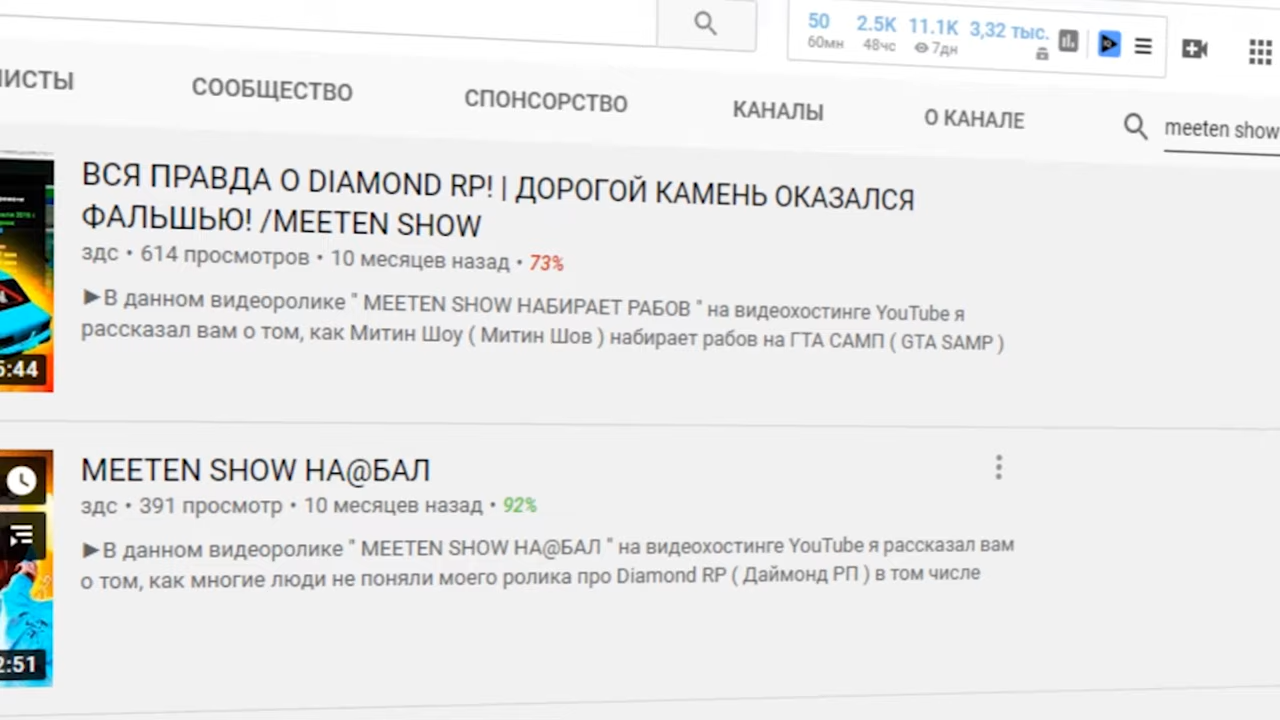 50 2.5K 11.1K 3,32 тыс.
60мн 48чс 7дн
ЛИСТЫ СООБЩЕСТВО СПОНСОРСТВО КАНАЛЫ О КАНАЛЕ meeten show
ВСЯ ПРАВДА О DIAMOND RP! | ДОРОГОЙ КАМЕНЬ ОКАЗАЛСЯ
ФАЛЬШЬЮ! /MEETEN SHOW
здс • 614 просмотров • 10 месяцев назад • 73%
►В данном видеоролике " MEETEN SHOW НАБИРАЕТ РАБОВ " на видеохостинге YouTube я
рассказал вам о том, как Митин Шоу ( Митин Шов ) набирает рабов на ГТА САМП ( GTA SAMP )
5:44
MEETEN SHOW НА@БАЛ
здс • 391 просмотр • 10 месяцев назад • 92%
►В данном видеоролике " MEETEN SHOW НА@БАЛ " на видеохостинге YouTube я рассказал вам
о том, как многие люди не поняли моего ролика про Diamond RP ( Даймонд РП ) в том числе
2:51